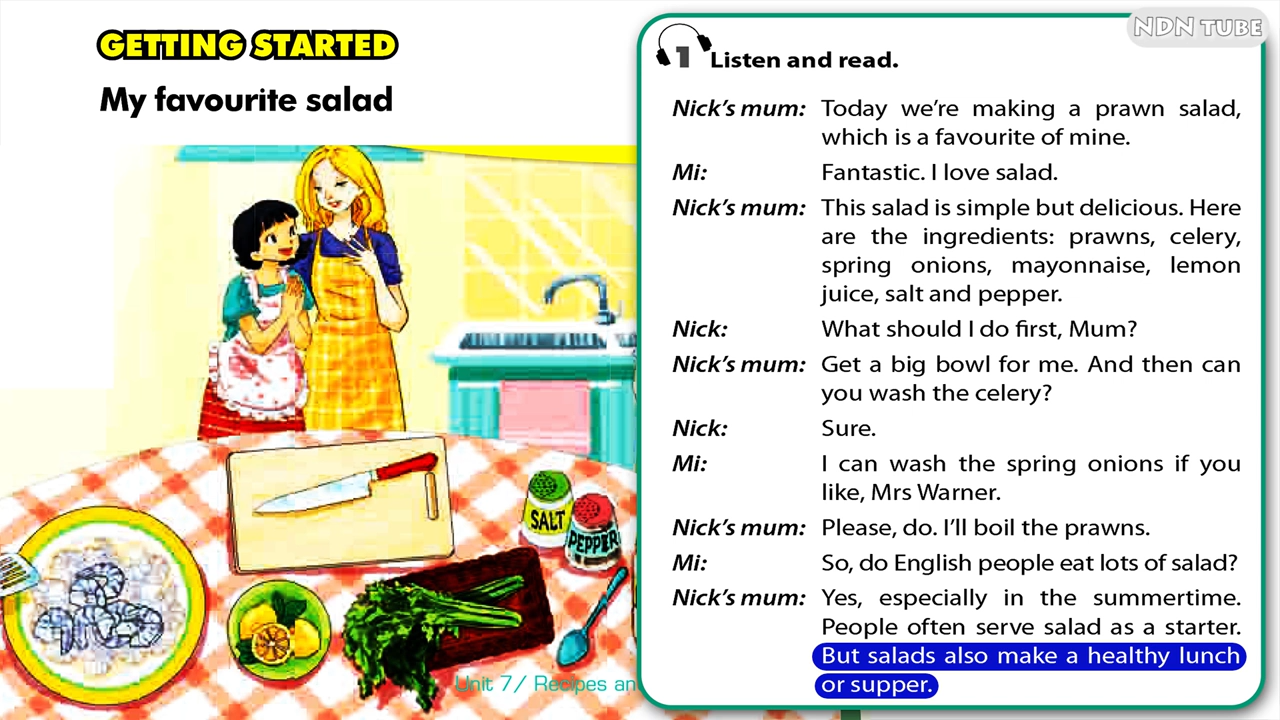 GETTING STARTED
My favourite salad
NDN TUBE
1 Listen and read.
Nick's mum: Today we're making a prawn salad,
which is a favourite of mine.
Mi: Fantastic. I love salad.
Nick's mum: This salad is simple but delicious. Here
are the ingredients: prawns, celery,
spring onions, mayonnaise, lemon
juice, salt and pepper.
Nick: What should I do first, Mum?
Nick's mum: Get a big bowl for me. And then can
you wash the celery?
Nick: Sure.
Mi: I can wash the spring onions if you
like, Mrs Warner.
Nick's mum: Please, do. I'll boil the prawns.
Mi: So, do English people eat lots of salad?
Nick's mum: Yes, especially in the summertime.
People often serve salad as a starter.
But salads also make a healthy lunch
or supper.
SALT
PEPPER
Unit 7/ Recipes an